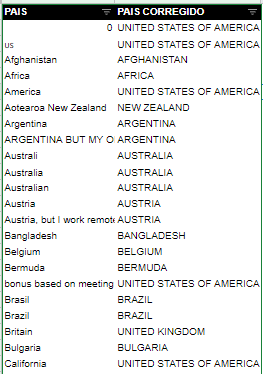 PAIS PAIS CORREGIDO
0 UNITED STATES OF AMERICA
us UNITED STATES OF AMERICA
Afghanistan AFGHANISTAN
Africa AFRICA
America UNITED STATES OF AMERICA
Aotearoa New Zealand NEW ZEALAND
Argentina ARGENTINA
ARGENTINA BUT MY O ARGENTINA
Australi AUSTRALIA
Australia AUSTRALIA
Australian AUSTRALIA
Austria AUSTRIA
Austria, but I work remot AUSTRIA
Bangladesh BANGLADESH
Belgium BELGIUM
Bermuda BERMUDA
bonus based on meeting UNITED STATES OF AMERICA
Brasil BRAZIL
Brazil BRAZIL
Britain UNITED KINGDOM
Bulgaria BULGARIA
California UNITED STATES OF AMERICA